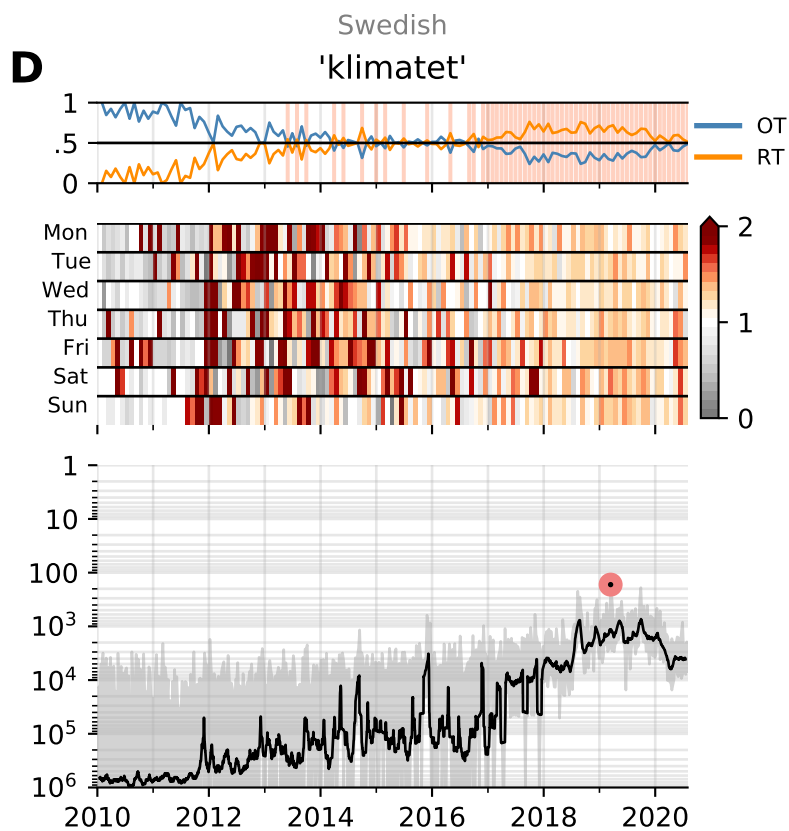 Swedish
D
'klimatet'
1
.5
0
OT
RT
Mon
Tue
Wed
Thu
Fri
Sat
Sun
2
1
0
1
10
100
10³
10⁴
10⁵
10⁶
2010 2012 2014 2016 2018 2020